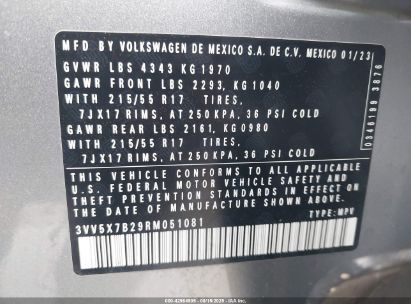 MFD BY VOLKSWAGEN DE MEXICO S.A. DE C.V. MEXICO 01/23
GVWR LBS 4343 KG 1970
GAWR FRONT LBS 2293, KG 1040
WITH 215/55 R17 TIRES,
7JX17 RIMS, AT 250 KPA, 36 PSI COLD
GAWR REAR LBS 2161, KG 0980
WITH 215/55 R17 TIRES,
7JX17 RIMS, AT 250 KPA, 36 PSI COLD
THIS VEHICLE CONFORMS TO ALL APPLICABLE
U.S. FEDERAL MOTOR VEHICLE SAFETY AND
THEFT PREVENTION STANDARDS IN EFFECT ON THE
DATE OF MANUFACTURE SHOWN ABOVE
3VV5X7B29RM051081 TYPE: MPV
0340199 3876